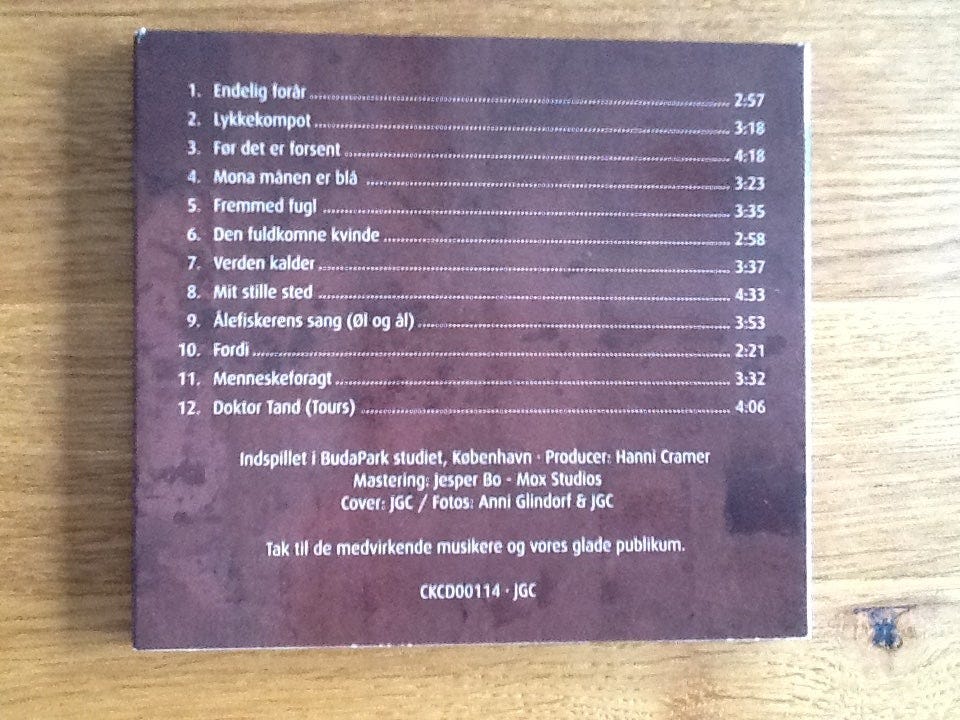 1. Endelig forår 2:57
2. Lykkekompot 3:18
3. Før det er forsent 4:18
4. Mona månen er blå 3:23
5. Fremmed fugl 3:35
6. Den fuldkomne kvinde 2:58
7. Verden kalder 3:37
8. Mit stille sted 4:33
9. Ålefiskerens sang (Øl og ål) 3:53
10. Fordi 2:21
11. Menneskeforagt 3:32
12. Doktor Tand (Tours) 4:06
Indspillet i BudaPark studiet, København · Producer: Hanni Cramer
Mastering: Jesper Bo - Mox Studios
Cover: JGC / Fotos: Anni Glindorf & JGC
Tak til de medvirkende musikere og vores glade publikum.
CKCD00114 · JGC